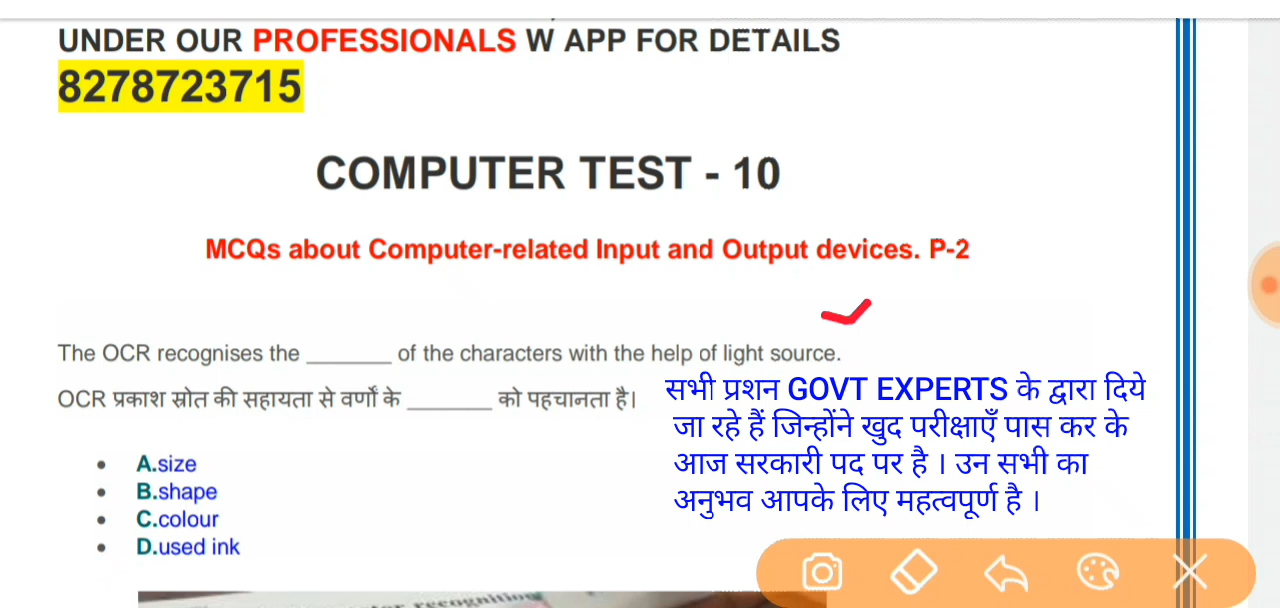 UNDER OUR PROFESSIONALS W APP FOR DETAILS
8278723715
COMPUTER TEST - 10
MCQs about Computer-related Input and Output devices. P-2
The OCR recognises the ________ of the characters with the help of light source.
OCR प्रकाश स्रोत की सहायता से वर्णों के ________ को पहचानता है।
सभी प्रशन GOVT EXPERTS के द्वारा दिये
जा रहे हैं जिन्होंने खुद परीक्षाएँ पास कर के
आज सरकारी पद पर है । उन सभी का
अनुभव आपके लिए महत्वपूर्ण है ।
A.size
B.shape
C.colour
D.used ink
recognition